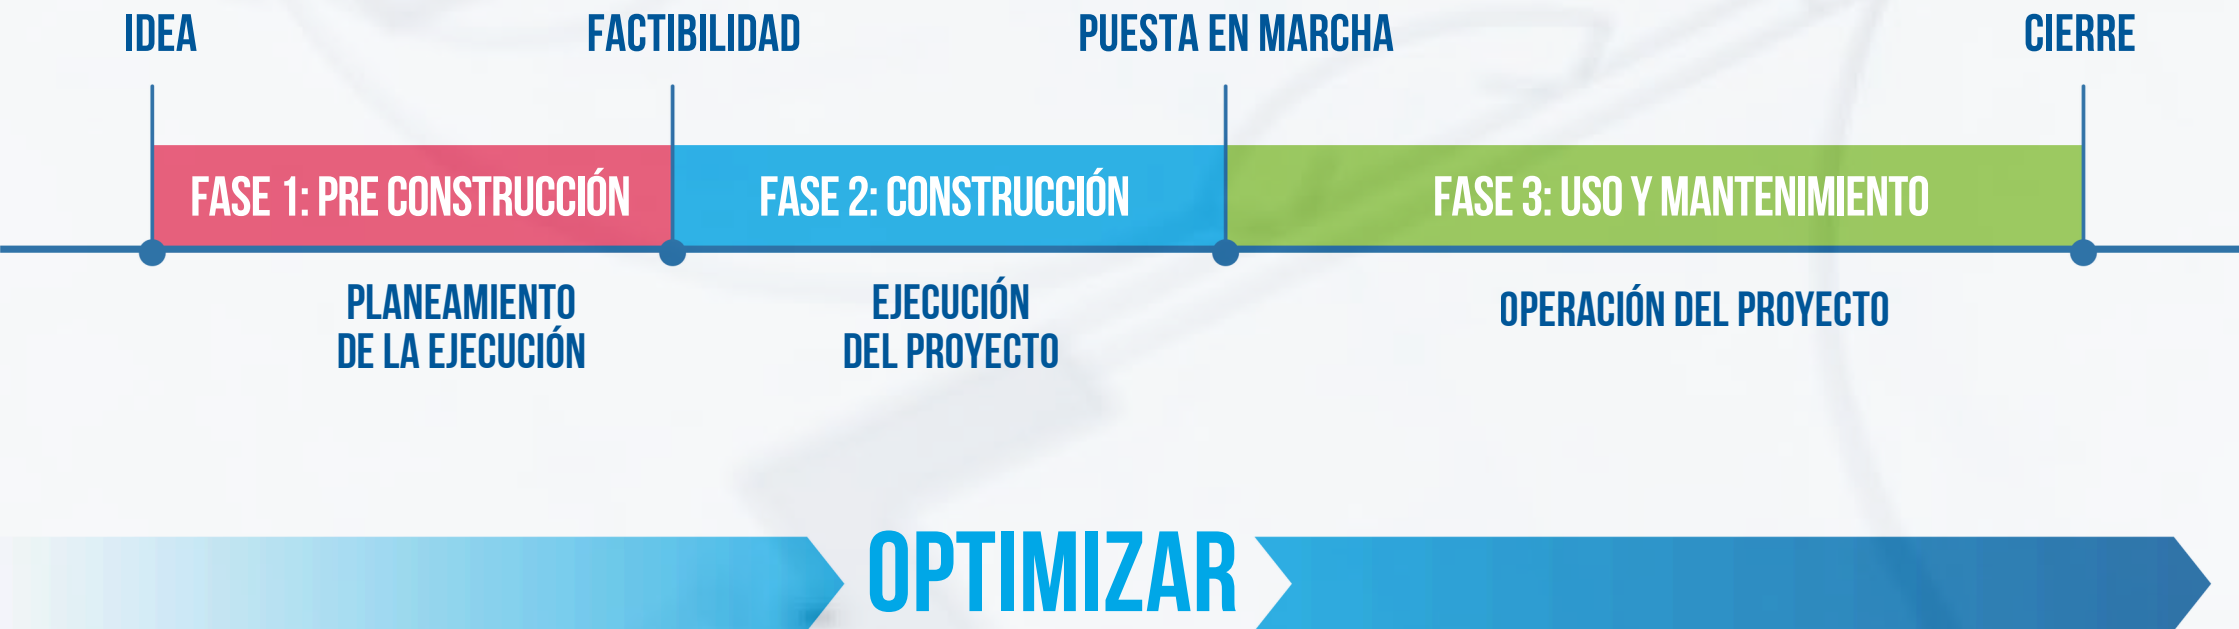 IDEA
FACTIBILIDAD
PUESTA EN MARCHA
CIERRE
FASE 1: PRE CONSTRUCCIÓN
FASE 2: CONSTRUCCIÓN
FASE 3: USO Y MANTENIMIENTO
PLANEAMIENTO
DE LA EJECUCIÓN
EJECUCIÓN
DEL PROYECTO
OPERACIÓN DEL PROYECTO
OPTIMIZAR